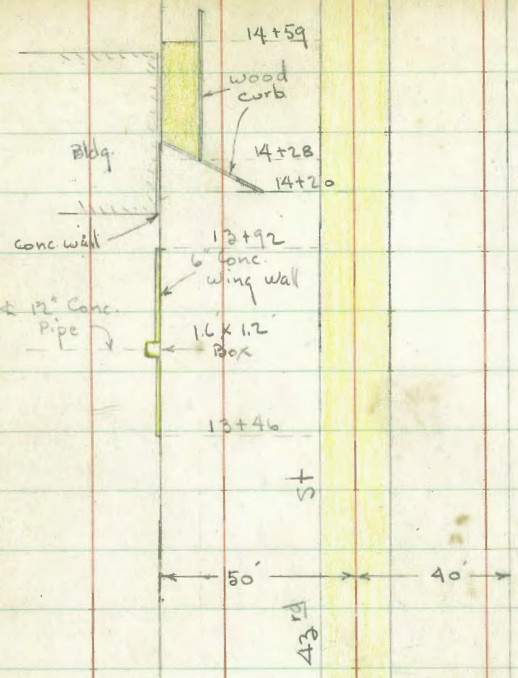 14+59
wood
curb
Bldg.
14+28
14+20
conc. wall
13+92
6" Conc.
wing wall
12" Conc.
Pipe
1.6 x 1.2'
Box
13+46
St
50'
40'
43rd